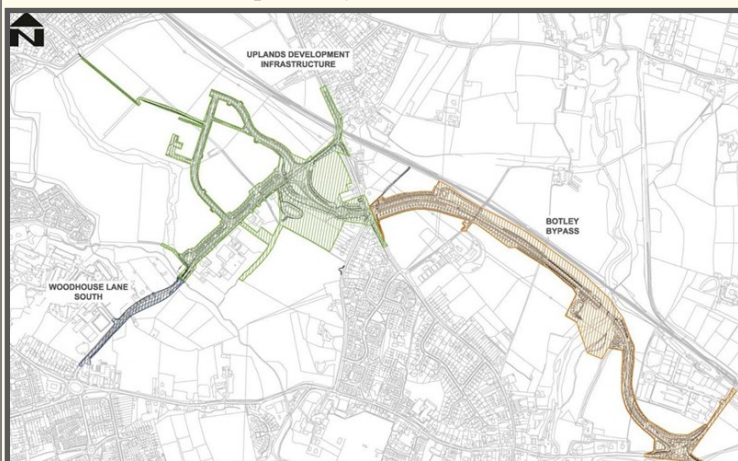 N
UPLANDS DEVELOPMENT
INFRASTRUCTURE
BOTLEY
BYPASS
WOODHOUSE LANE
SOUTH